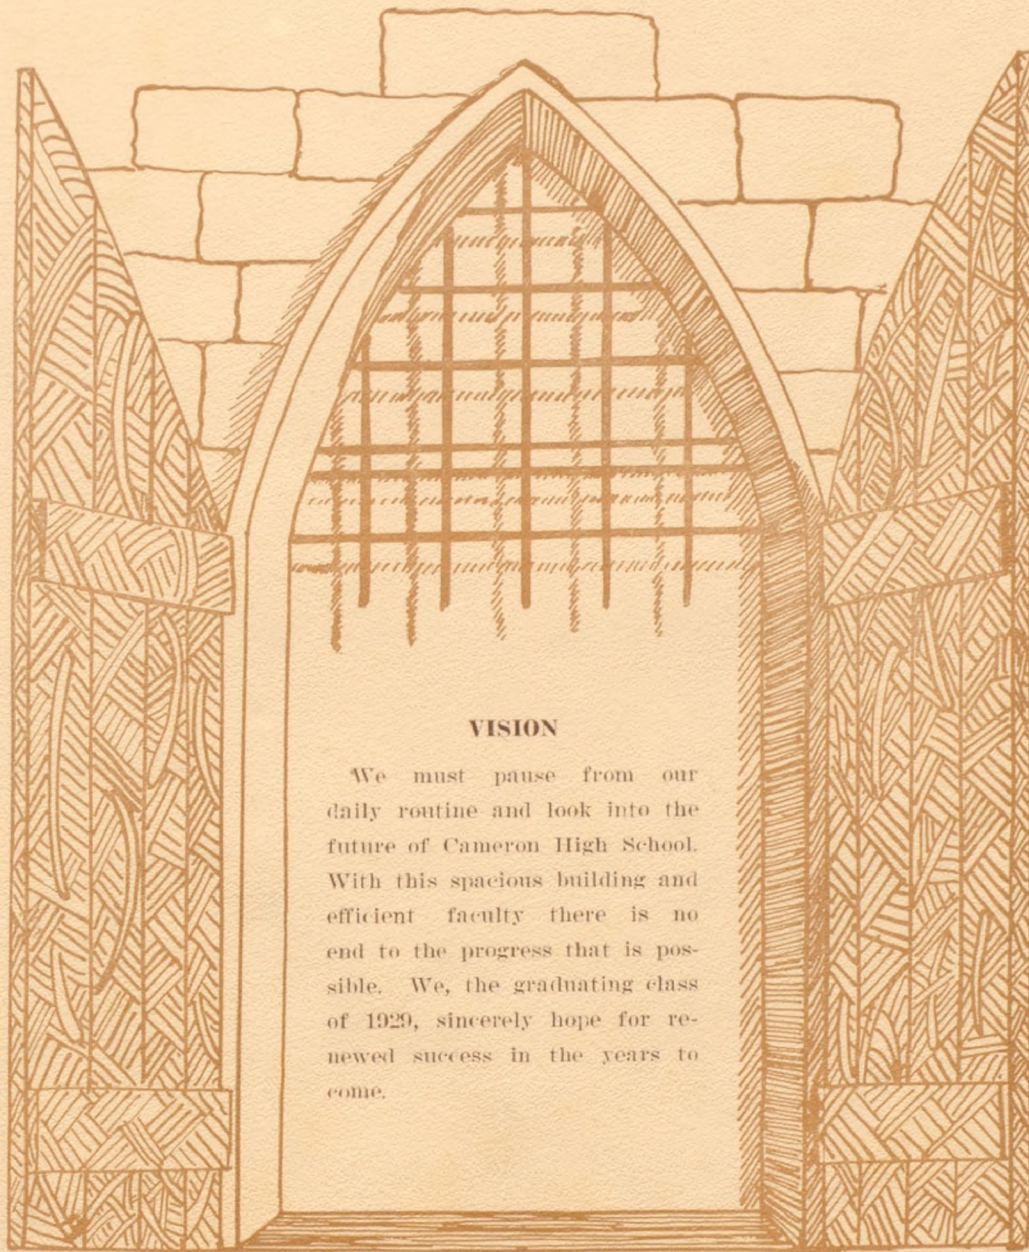 VISION
We must pause from our
daily routine and look into the
future of Cameron High School.
With this spacious building and
efficient faculty there is no
end to the progress that is pos-
sible. We, the graduating class
of 1929, sincerely hope for re-
newed success in the years to
come.